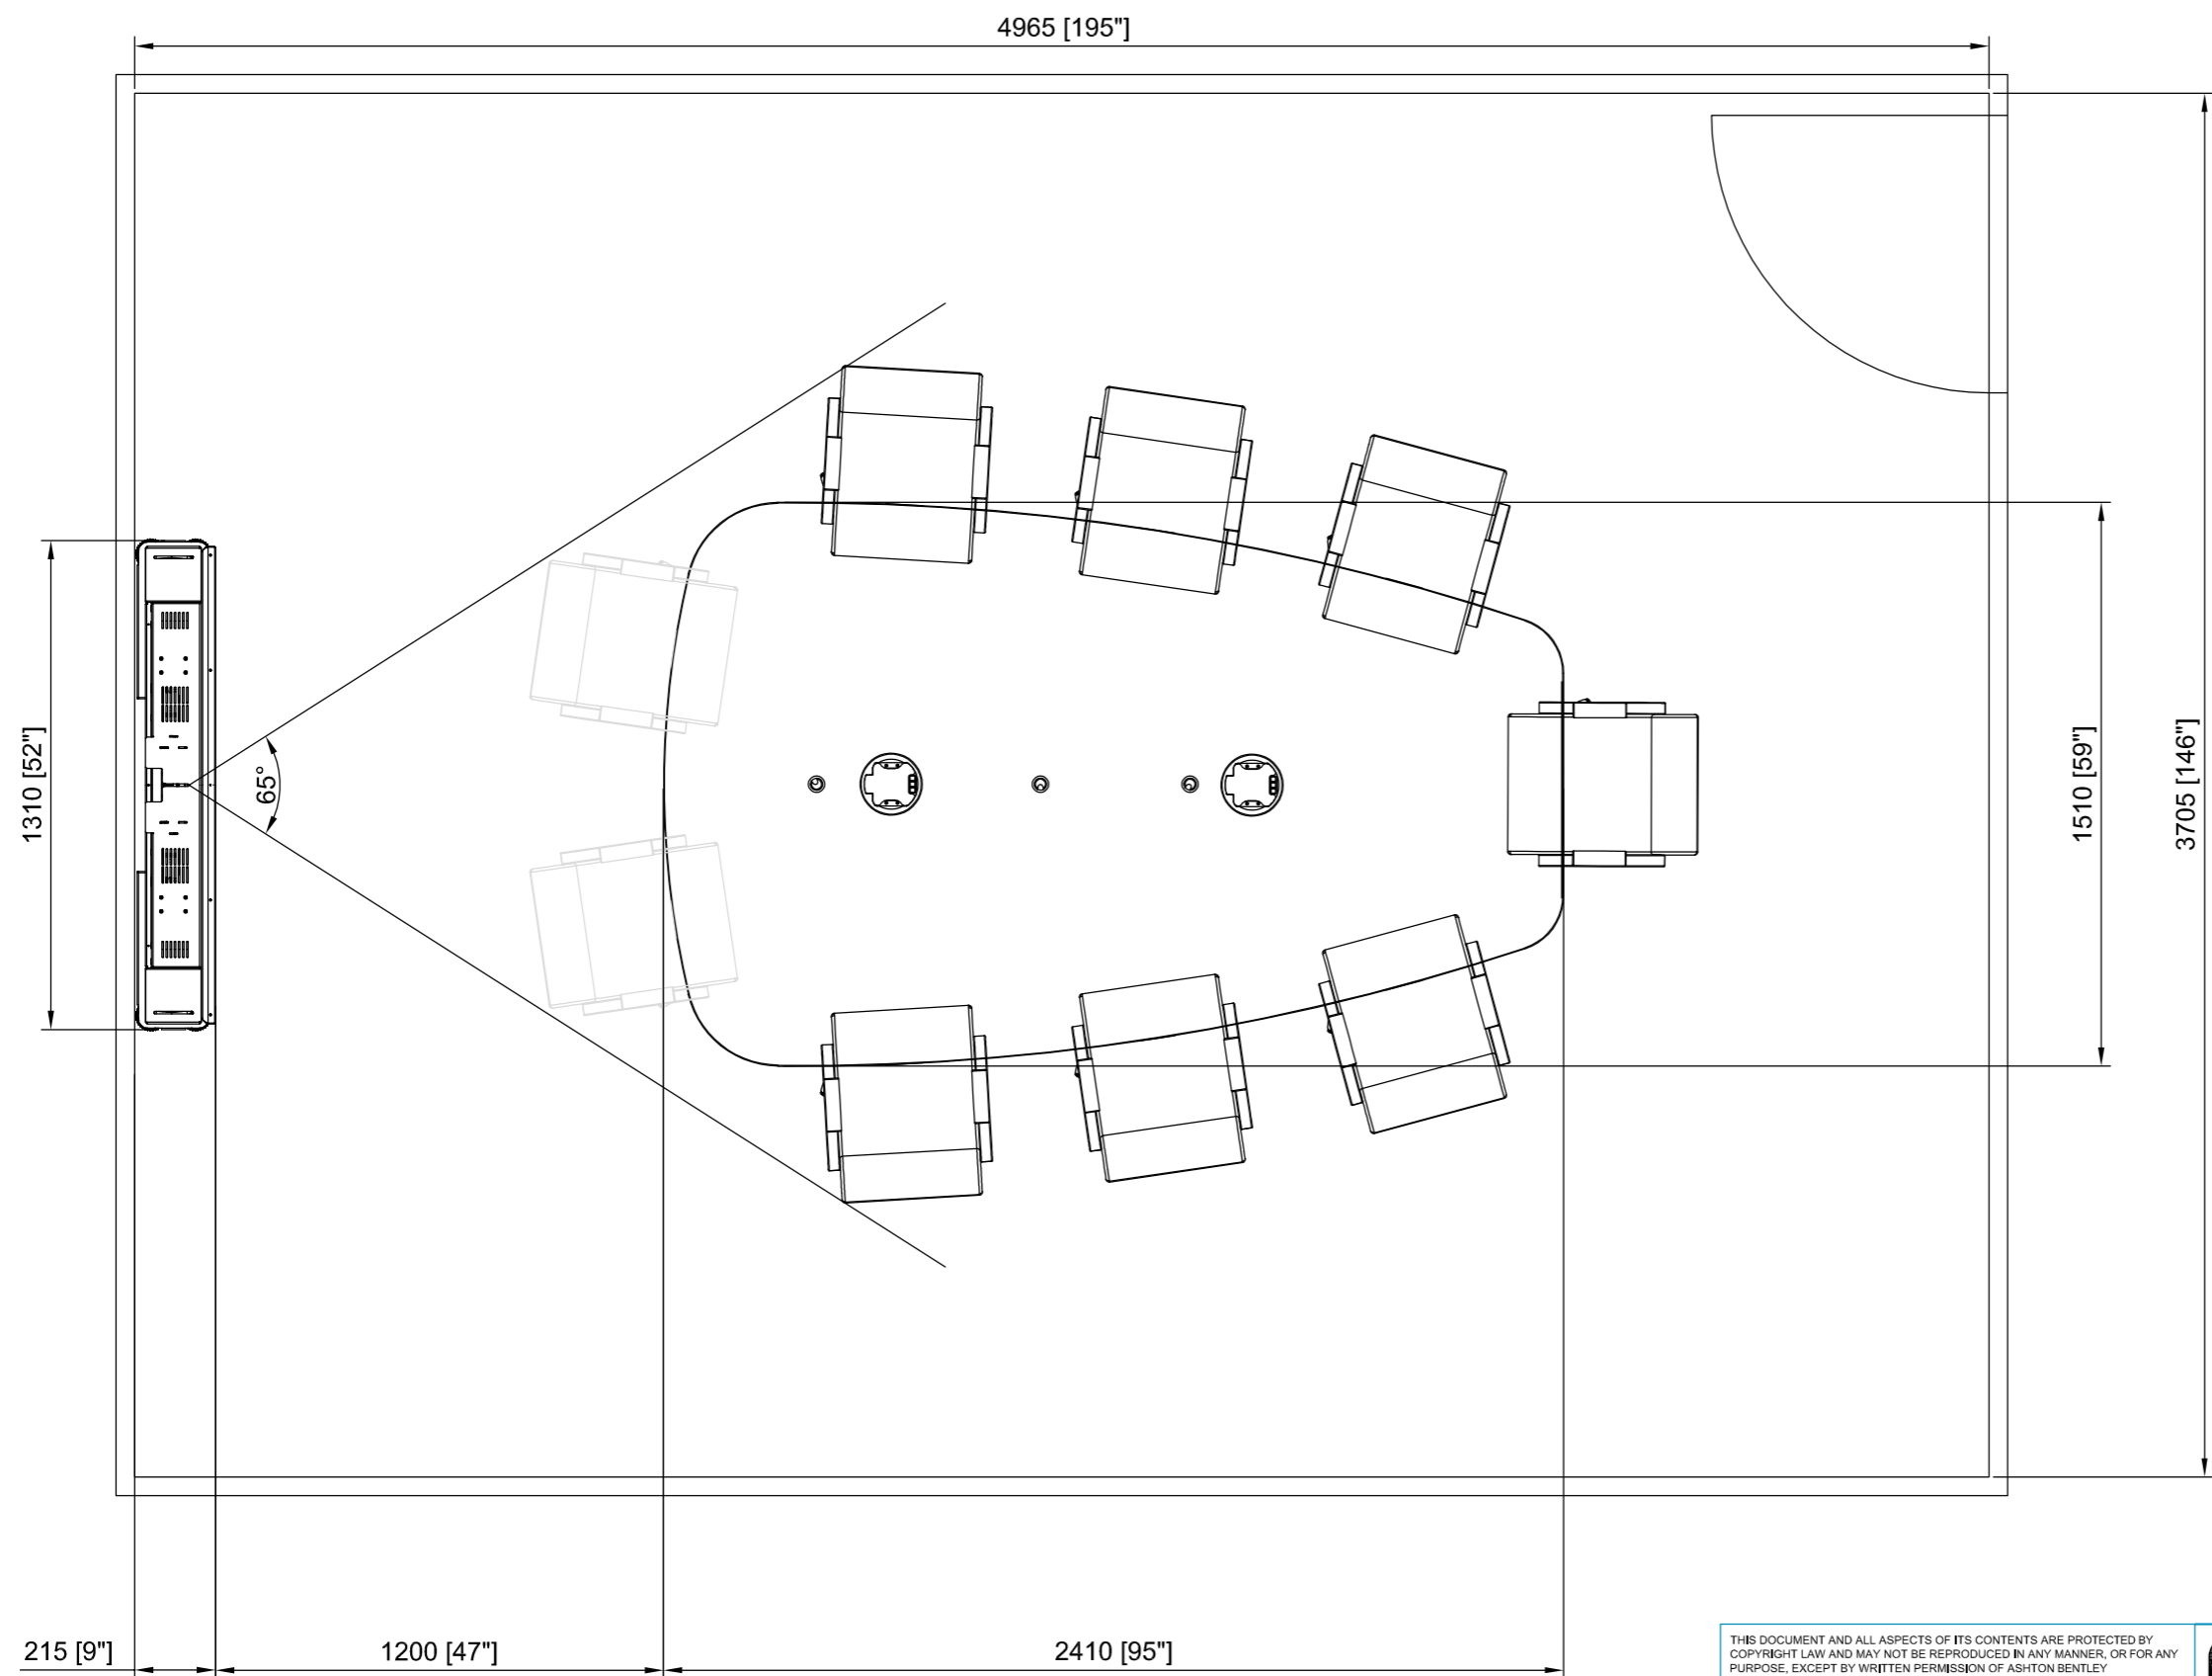 4965 [195"]
1310 [52"]
65°
1510 [59"]
3705 [146"]
215 [9"]
1200 [47"]
2410 [95"]
THIS DOCUMENT AND ALL ASPECTS OF ITS CONTENTS ARE PROTECTED BY
COPYRIGHT LAW AND MAY NOT BE REPRODUCED IN ANY MANNER, OR FOR ANY
PURPOSE, EXCEPT BY WRITTEN PERMISSION OF ASHTON BENTLEY